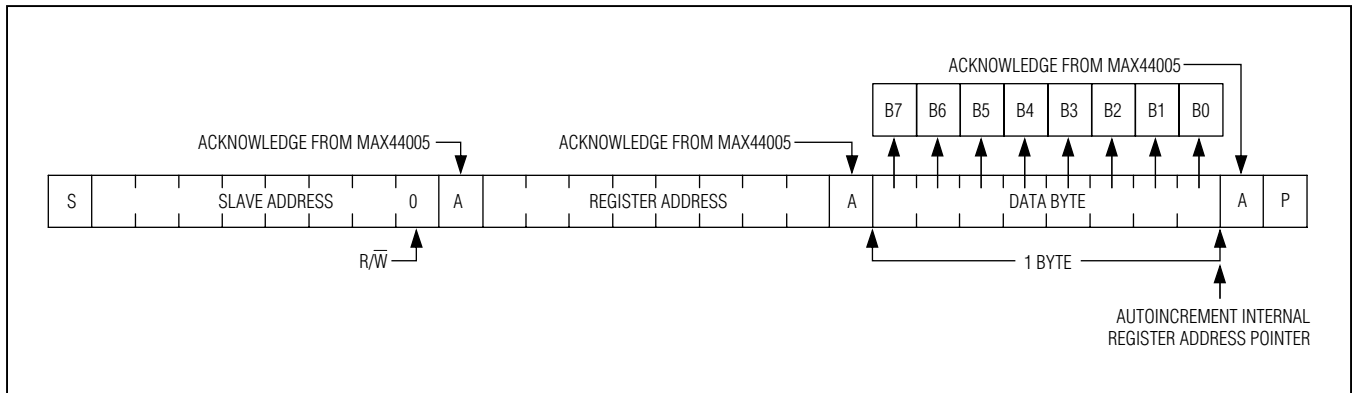 ACKNOWLEDGE FROM MAX44005
B7 B6 B5 B4 B3 B2 B1 B0
ACKNOWLEDGE FROM MAX44005 ACKNOWLEDGE FROM MAX44005
S SLAVE ADDRESS 0 A REGISTER ADDRESS A DATA BYTE A P
R/W̅ 1 BYTE
AUTOINCREMENT INTERNAL
REGISTER ADDRESS POINTER